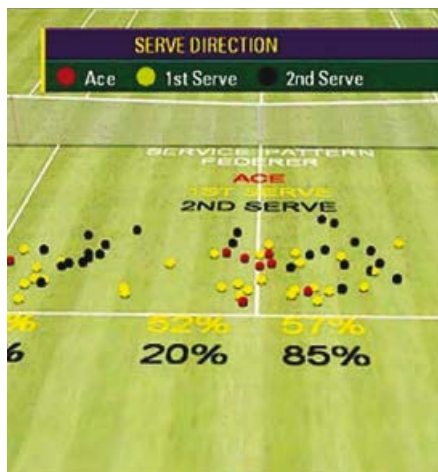 SERVE DIRECTION
Ace 1st Serve 2nd Serve
SERVICE PATTERN
FEDERER
ACE
1ST SERVE
2ND SERVE
% 52% 57%
% 20% 85%